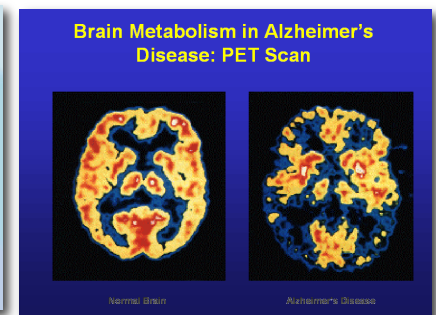 Brain Metabolism in Alzheimer's
Disease: PET Scan
Normal Brain
Alzheimer's Disease